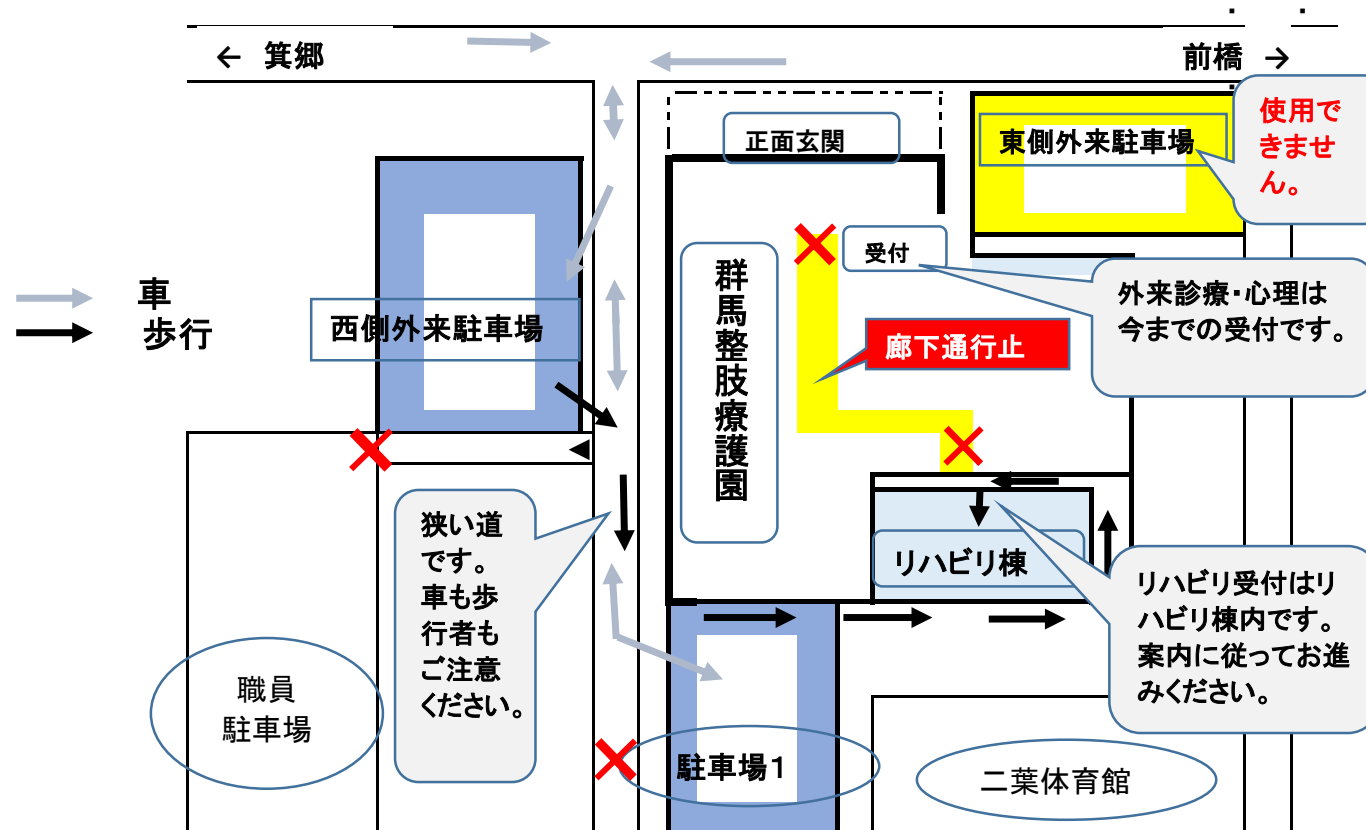 ← 箕郷
前橋 →
使用で
きませ
ん。
正面玄関
東側外来駐車場
受付
群馬整肢療護園
外来診療・心理は
今までの受付です。
車
歩行
西側外来駐車場
廊下通行止
狭い道
です。
車も歩
行者も
ご注意
ください。
リハビリ棟
リハビリ受付はリ
ハビリ棟内です。
案内に従ってお進
みください。
職員
駐車場
駐車場1
二葉体育館